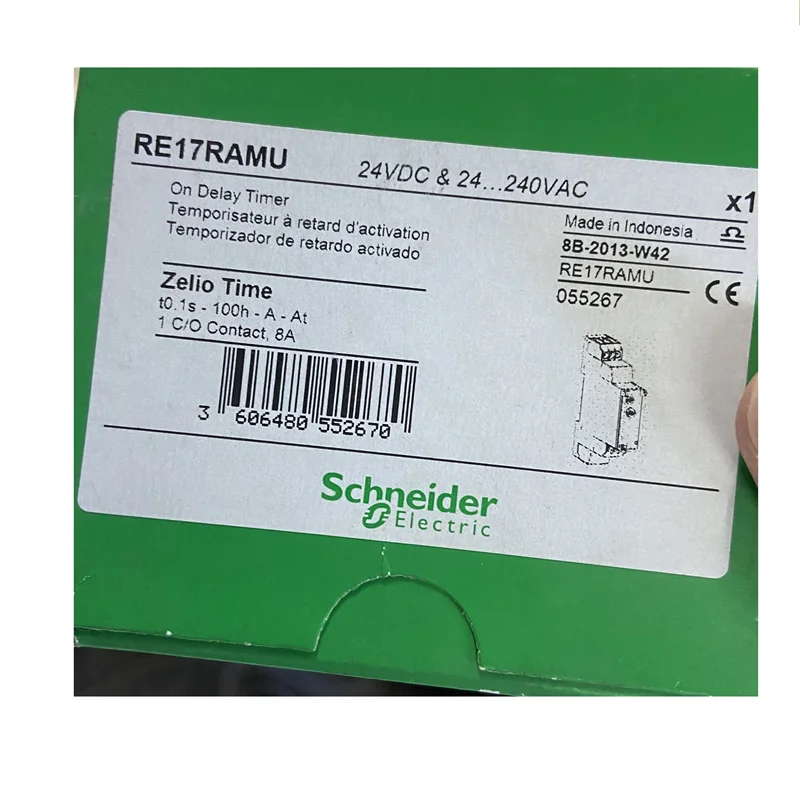 RE17RAMU
24VDC & 24...240VAC
x1
On Delay Timer
Temporisateur à retard d'activation
Temporizador de retardo activado
Made in Indonesia
8B-2013-W42
RE17RAMU
055267
CE
Zelio Time
t0.1s - 100h - A - At
1 C/O Contact, 8A
3 606480 552670
Schneider
Electric